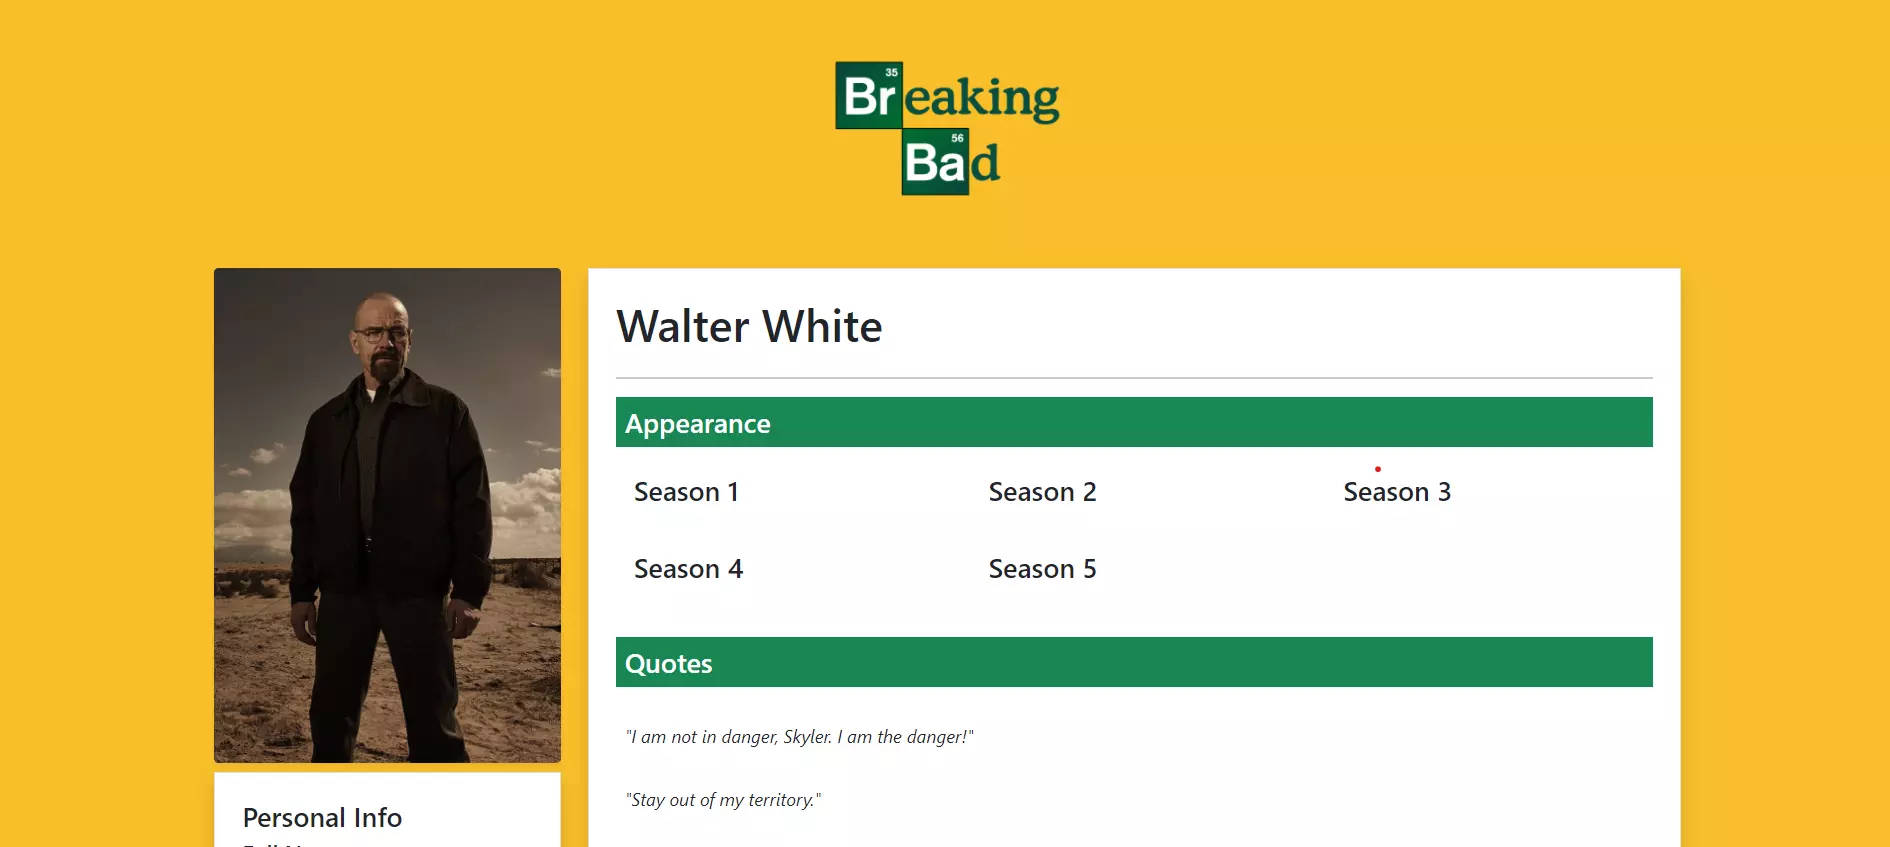 35
Breaking
56
Bad
Walter White
Appearance
Season 1
Season 2
Season 3
Season 4
Season 5
Quotes
"I am not in danger, Skyler. I am the danger!"
"Stay out of my territory."
Personal Info